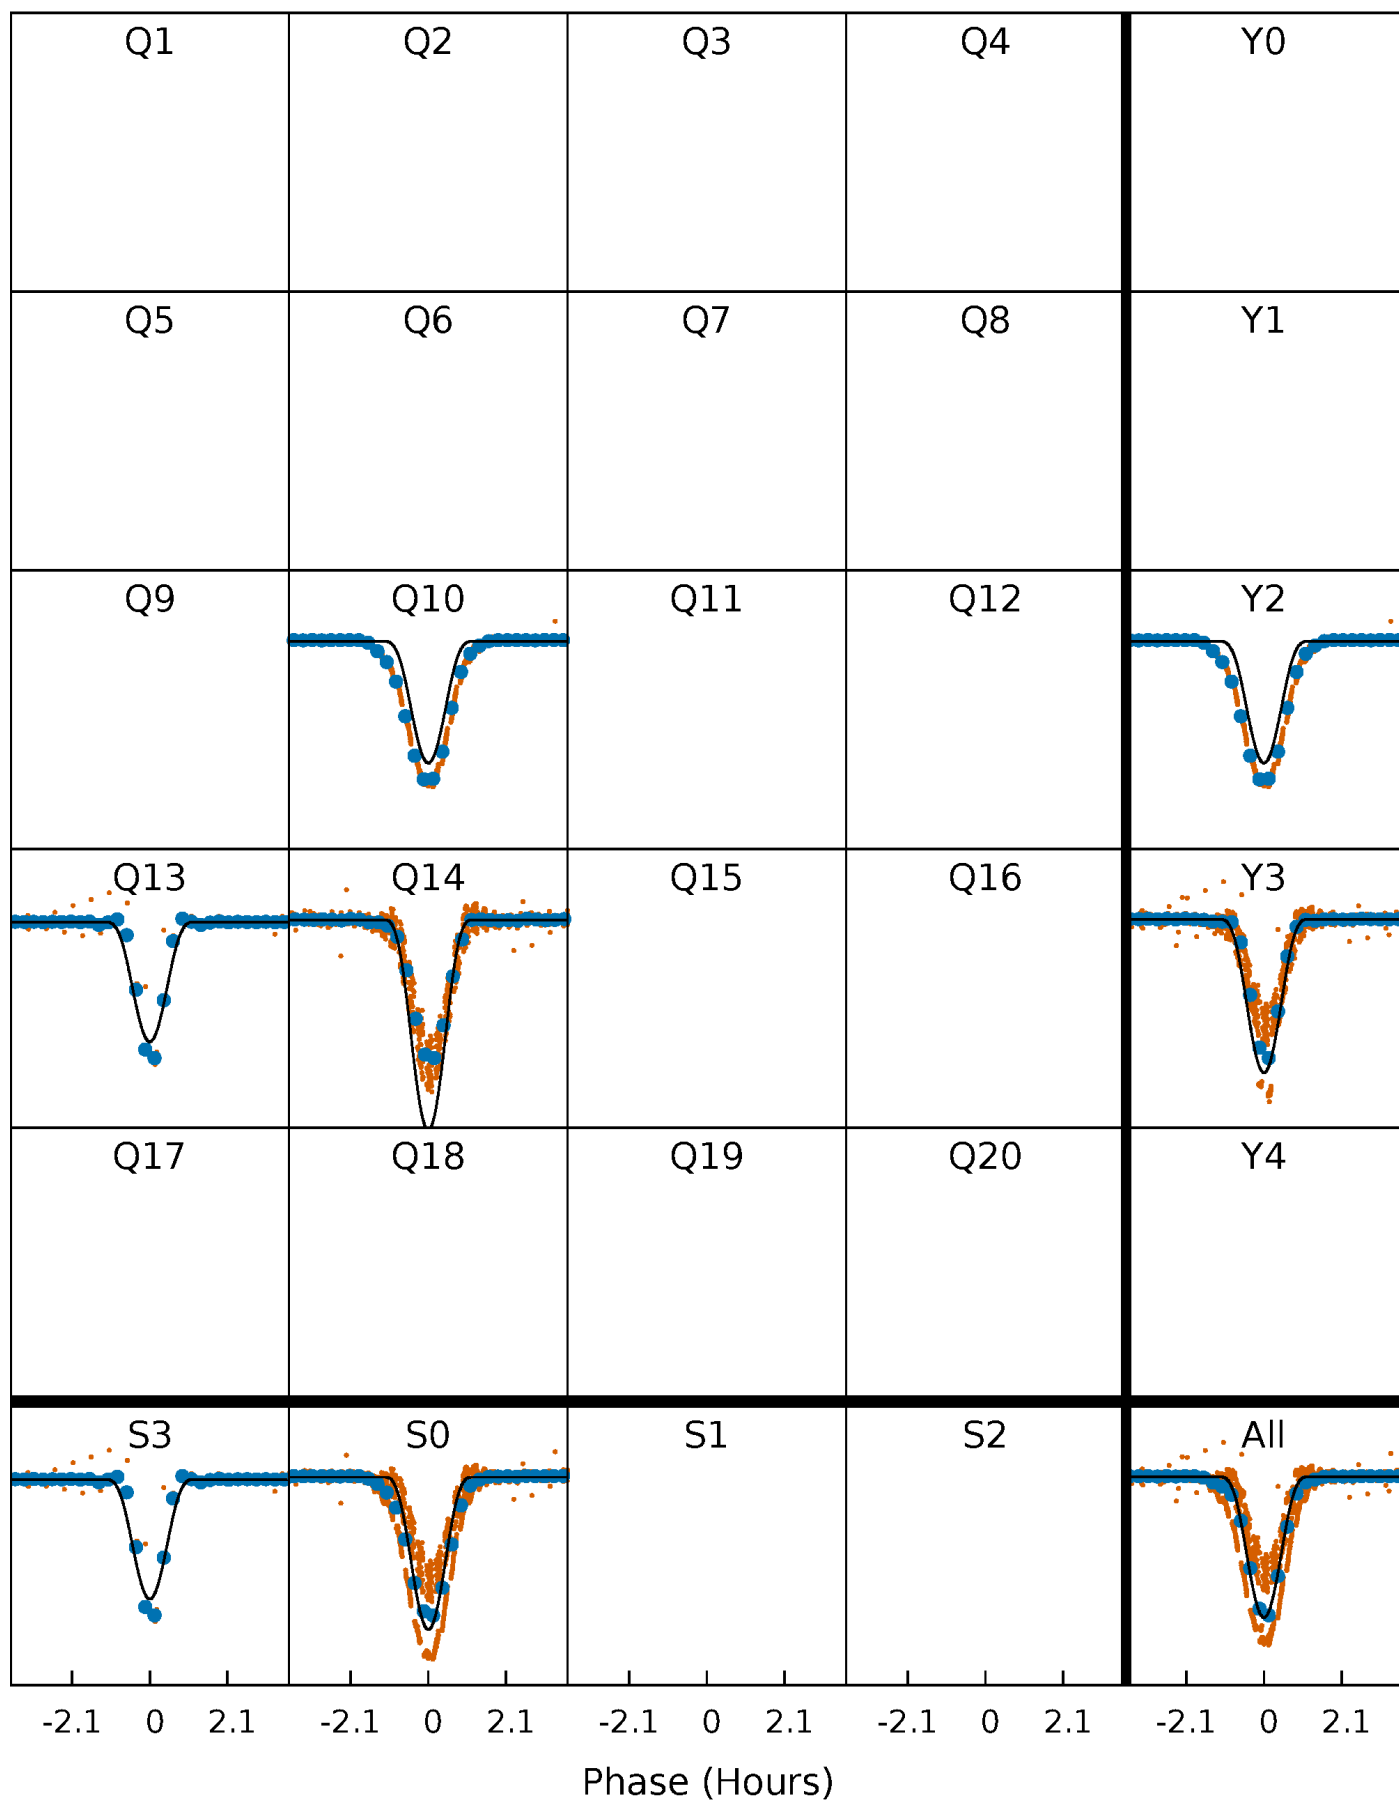 Q1 Q2 Q3 Q4 Y0
Q5 Q6 Q7 Q8 Y1
Q9 Q10 Q11 Q12 Y2
Q13 Q14 Q15 Q16 Y3
Q17 Q18 Q19 Q20 Y4
S3 S0 S1 S2 All
-2.1 0 2.1 -2.1 0 2.1 -2.1 0 2.1 -2.1 0 2.1 -2.1 0 2.1
Phase (Hours)